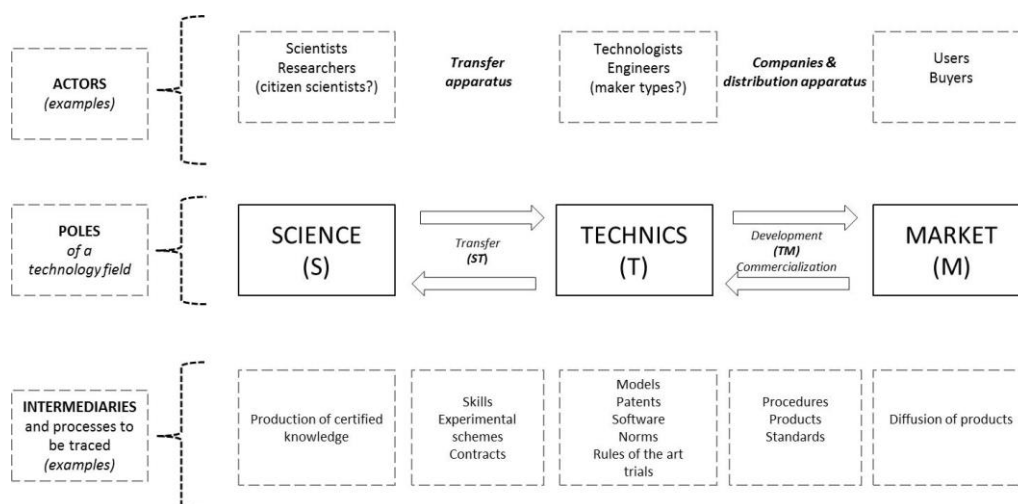 ACTORS
(examples)
Scientists
Researchers
(citizen scientists?)
Transfer
apparatus
Technologists
Engineers
(maker types?)
Companies &
distribution apparatus
Users
Buyers
POLES
of a
technology field
SCIENCE
(S)
Transfer
(ST)
TECHNICS
(T)
Development
(TM)
Commercialization
MARKET
(M)
INTERMEDIARIES
and processes to
be traced
(examples)
Production of certified
knowledge
Skills
Experimental
schemes
Contracts
Models
Patents
Software
Norms
Rules of the art
trials
Procedures
Products
Standards
Diffusion of products